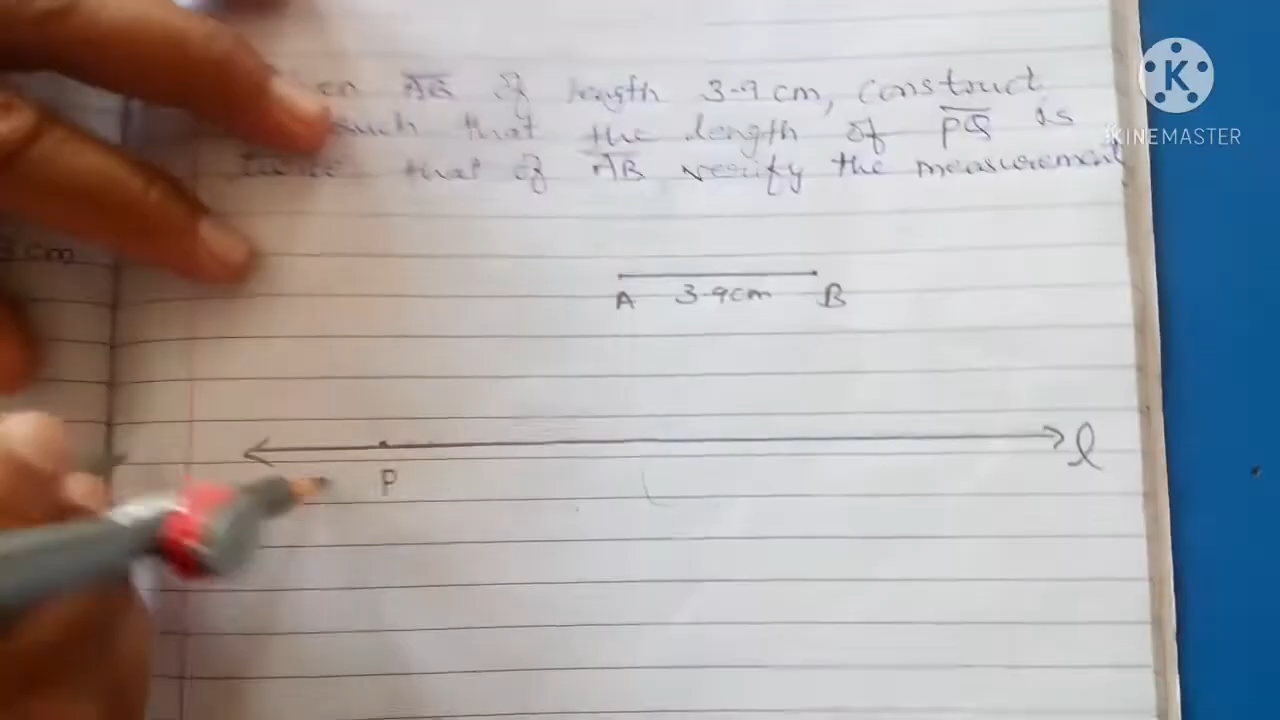 AB of length 3.9 cm, construct
such that the length of PQ is
that of AB verify the measurement
cm
A 3.9cm B
l
P
K
KINEMASTER